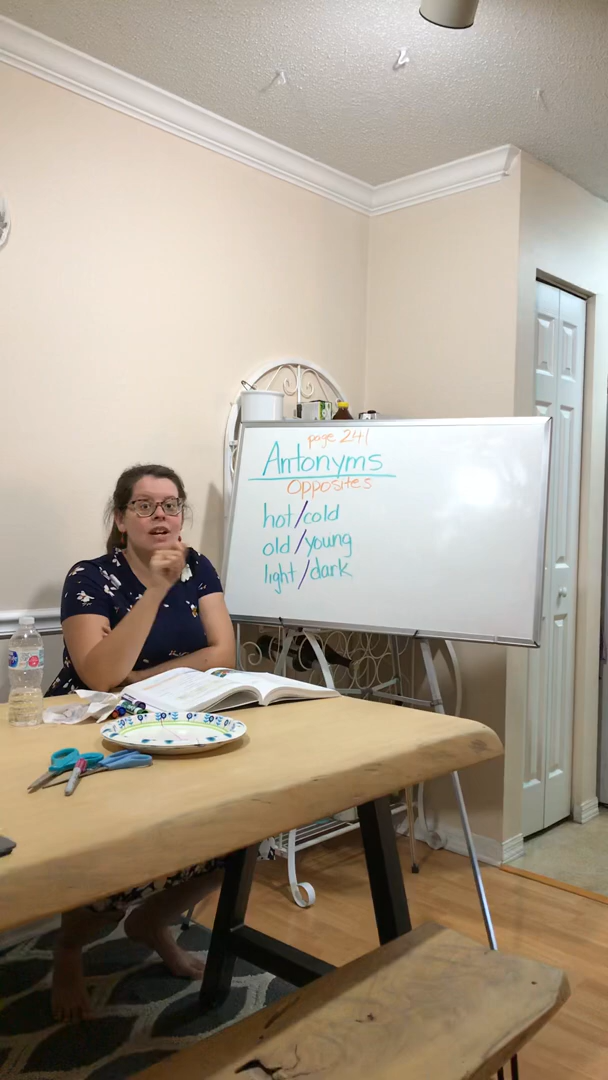 page 241
Antonyms
Opposites
hot/cold
old/young
light/dark